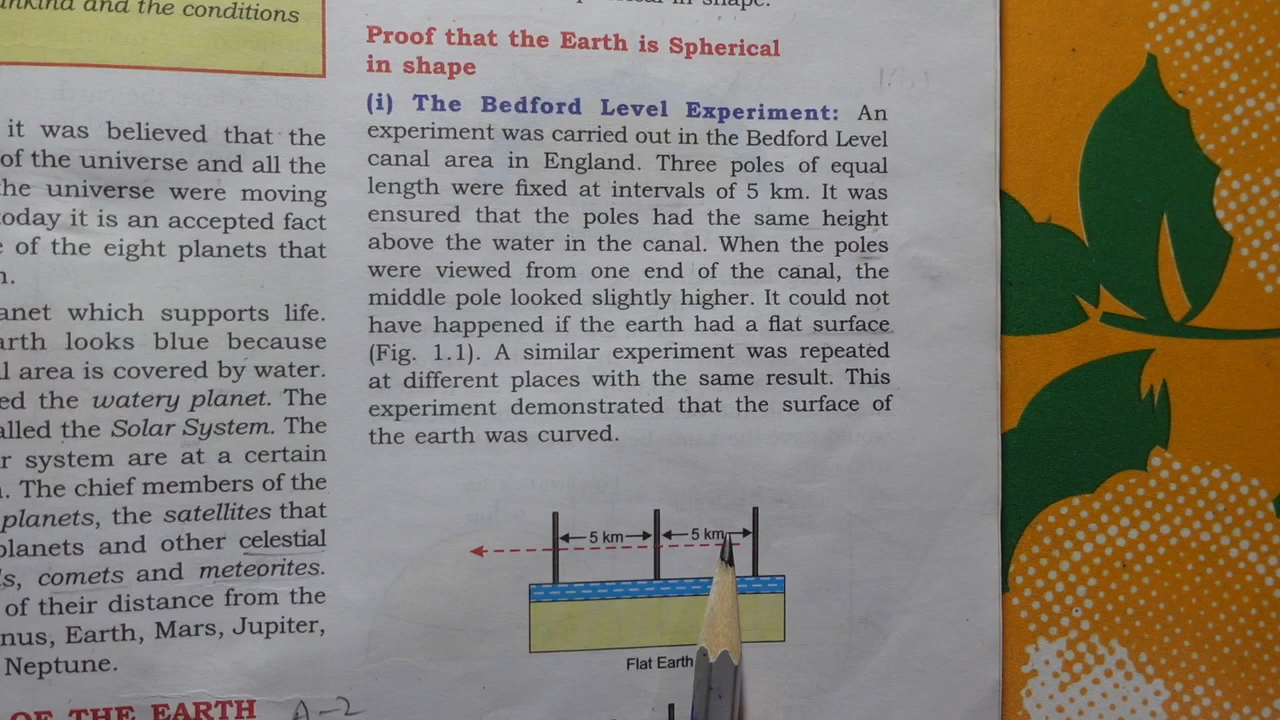 and the conditions
it was believed that the
of the universe and all the
universe were moving
today it is an accepted fact
of the eight planets that
which supports life.
looks blue because
area is covered by water.
the watery planet. The
the Solar System. The
system are at a certain
The chief members of the
planets, the satellites that
planets and other celestial
comets and meteorites.
of their distance from the
Earth, Mars, Jupiter,
Neptune.
OF THE EARTH A-2
shape.
Proof that the Earth is Spherical
in shape
(i) The Bedford Level Experiment: An
experiment was carried out in the Bedford Level
canal area in England. Three poles of equal
length were fixed at intervals of 5 km. It was
ensured that the poles had the same height
above the water in the canal. When the poles
were viewed from one end of the canal, the
middle pole looked slightly higher. It could not
have happened if the earth had a flat surface
(Fig. 1.1). A similar experiment was repeated
at different places with the same result. This
experiment demonstrated that the surface of
the earth was curved.
5 km 5 km
Flat Earth